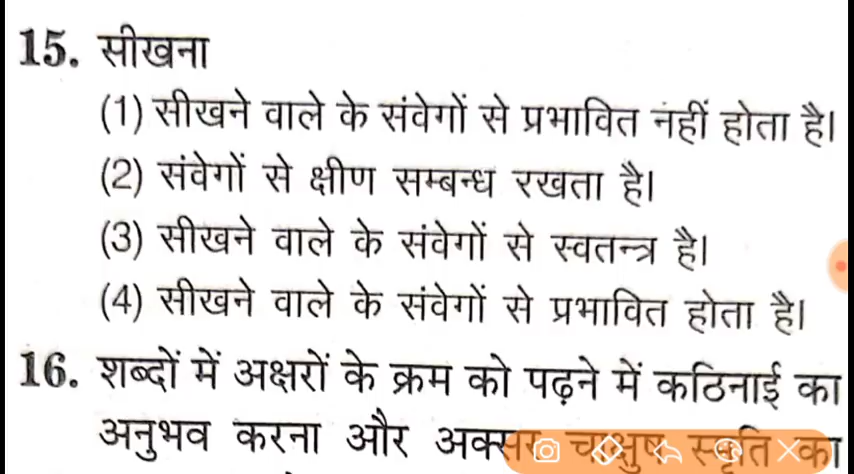 15. सीखना
(1) सीखने वाले के संवेगों से प्रभावित नहीं होता है।
(2) संवेगों से क्षीण सम्बन्ध रखता है।
(3) सीखने वाले के संवेगों से स्वतन्त्र है।
(4) सीखने वाले के संवेगों से प्रभावित होता है।
16. शब्दों में अक्षरों के क्रम को पढ़ने में कठिनाई का
अनुभव करना और अक्सर चाक्षुष स्मृति का